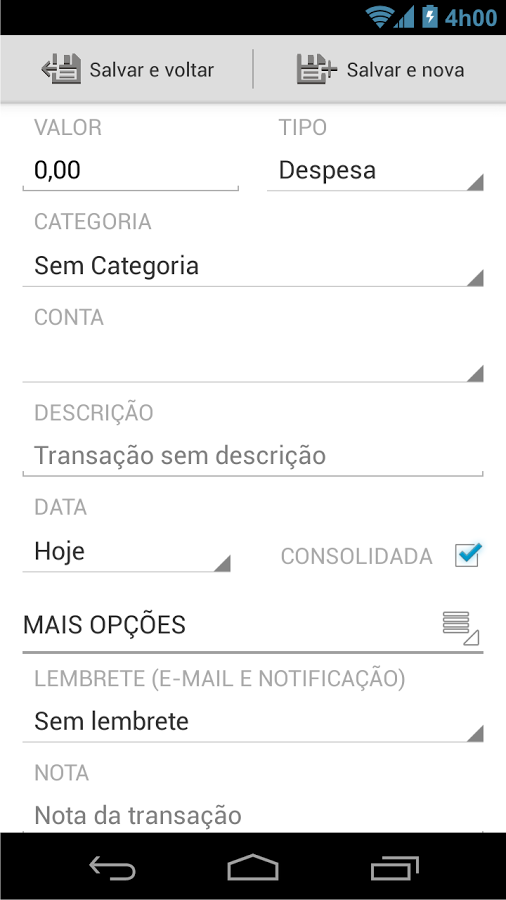 4h00
Salvar e voltar
Salvar e nova
VALOR
TIPO
0,00
Despesa
CATEGORIA
Sem Categoria
CONTA
DESCRIÇÃO
Transação sem descrição
DATA
Hoje
CONSOLIDADA
MAIS OPÇÕES
LEMBRETE (E-MAIL E NOTIFICAÇÃO)
Sem lembrete
NOTA
Nota da transação